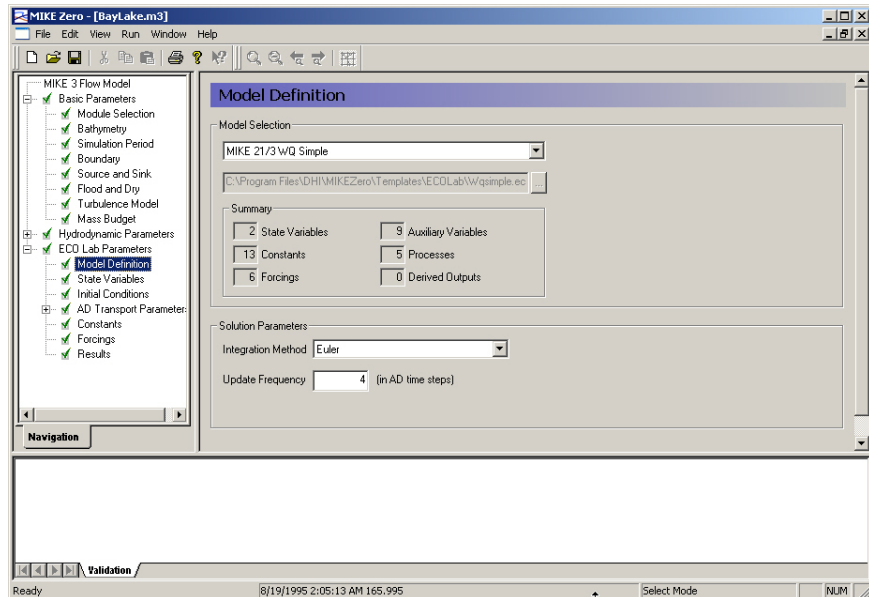 MIKE Zero - [BayLake.m3]
File Edit View Run Window Help
MIKE 3 Flow Model
Basic Parameters
Module Selection
Bathymetry
Simulation Period
Boundary
Source and Sink
Flood and Dry
Turbulence Model
Mass Budget
Hydrodynamic Parameters
ECO Lab Parameters
Model Definition
State Variables
Initial Conditions
AD Transport Parameter
Constants
Forcings
Results
Navigation
Model Definition
Model Selection
MIKE 21/3 WQ Simple
C:\Program Files\DHI\MIKEZero\Templates\ECOLab\Wqsimple.ec ...
Summary
2 State Variables 9 Auxiliary Variables
13 Constants 5 Processes
6 Forcings 0 Derived Outputs
Solution Parameters
Integration Method Euler
Update Frequency 4 (in AD time steps)
Validation
Ready 8/19/1995 2:05:13 AM 165.995 Select Mode NUM